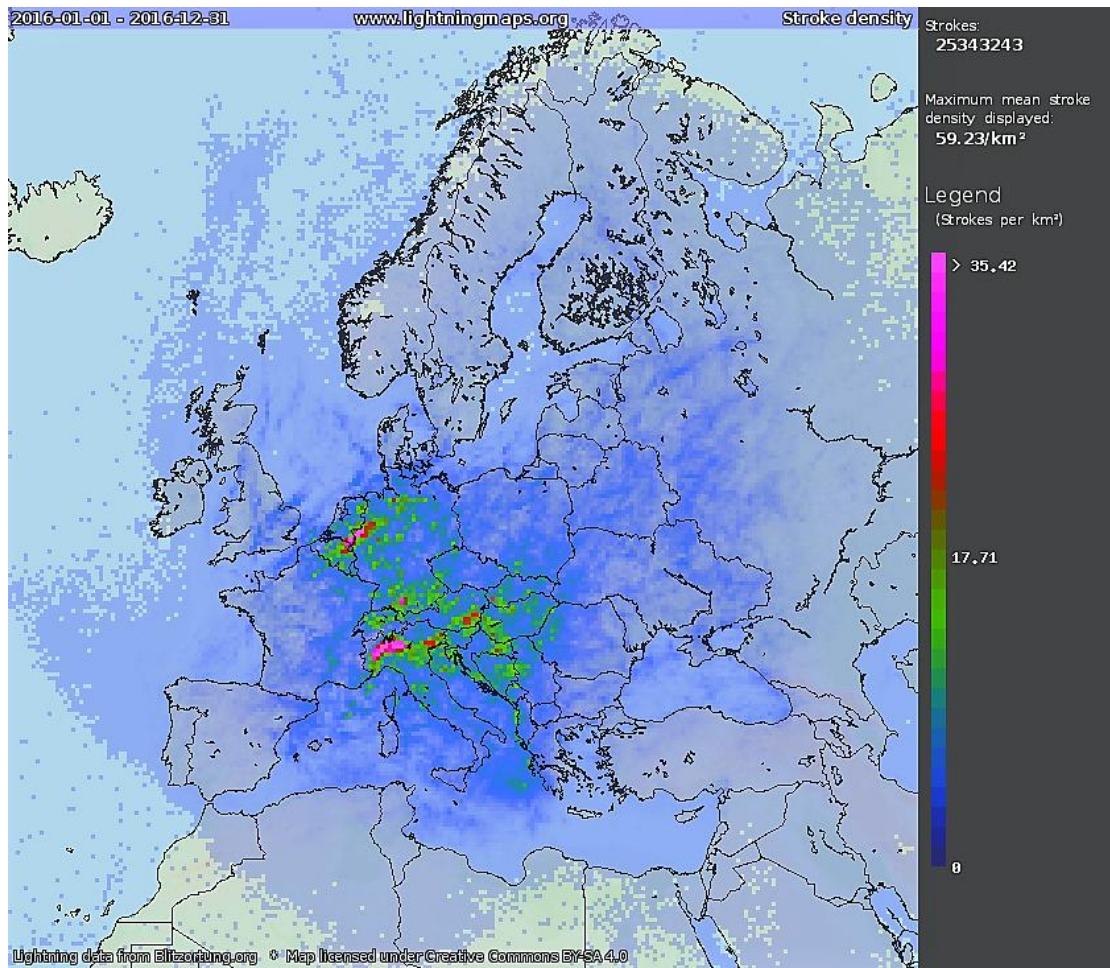 2016-01-01 - 2016-12-31
www.lightningmaps.org
Stroke density
Strokes:
25343243
Maximum mean stroke
density displayed:
59.23/km²
Legend
(Strokes per km²)
> 35.42
17.71
0
Lightning data from Blitzortung.org * Map licensed under Creative Commons BY-SA 4.0